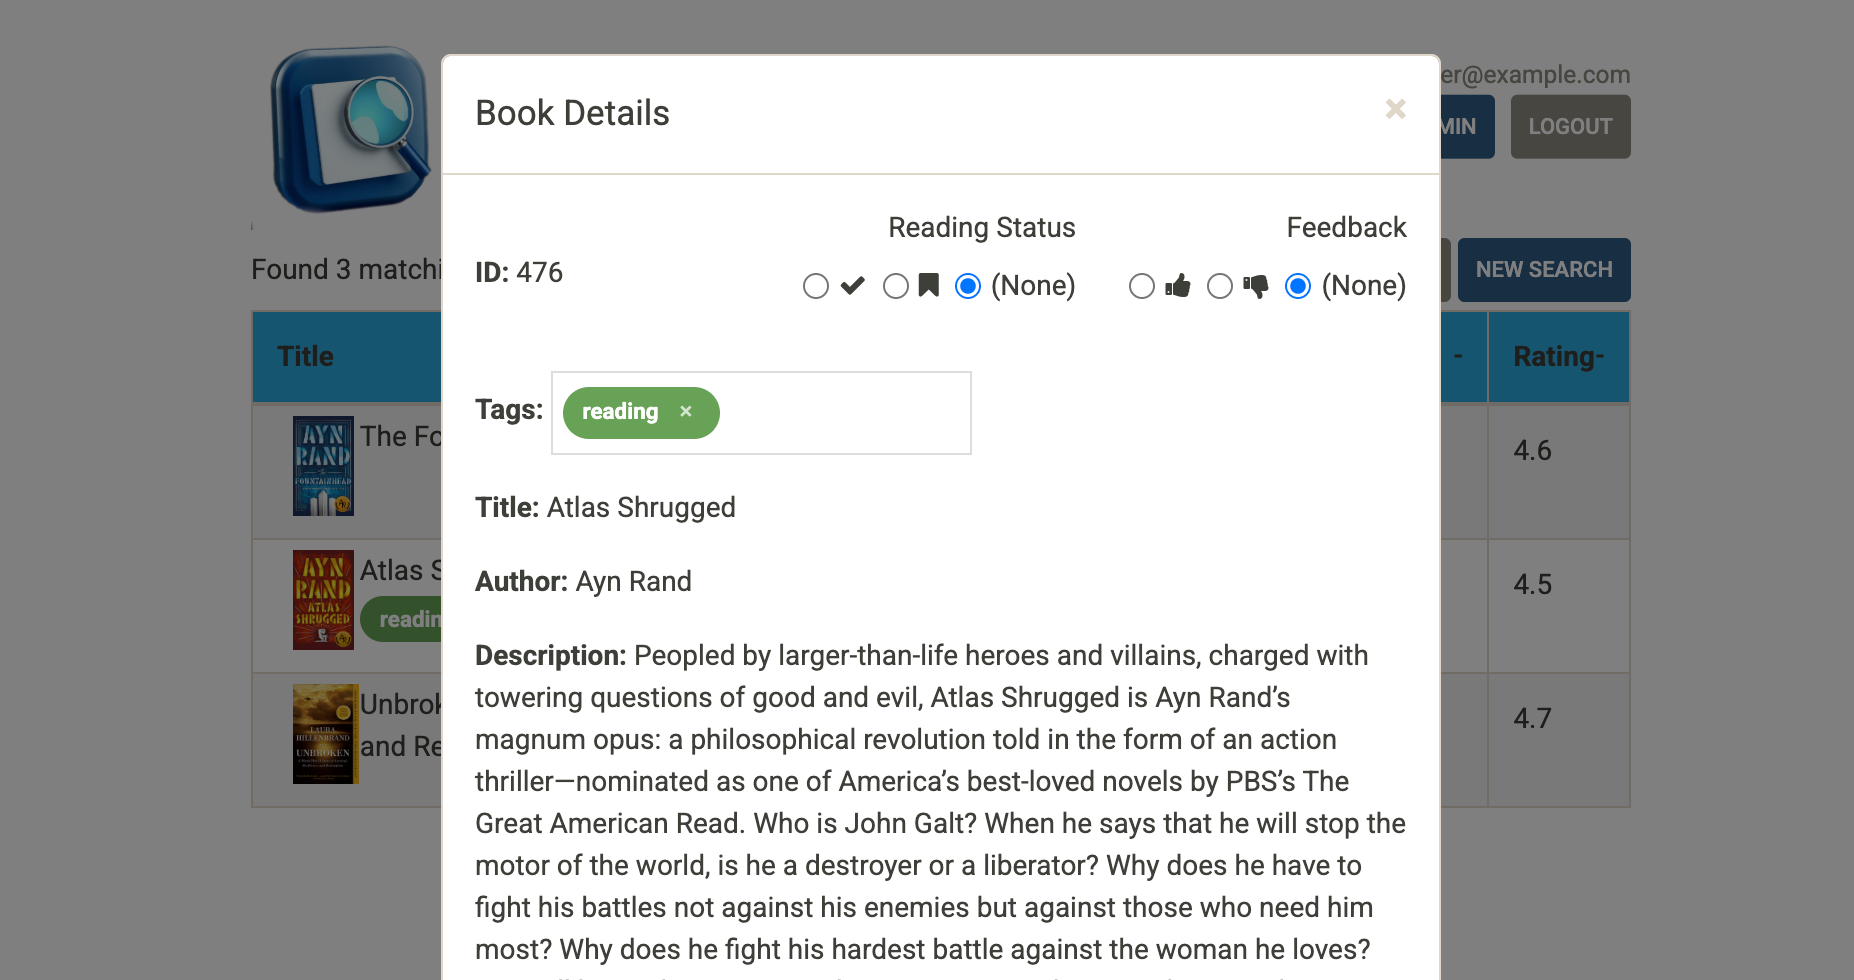 er@example.com
Book Details
×
MIN
LOGOUT
Reading Status
Feedback
Found 3 matchi
ID: 476
(None)
(None)
NEW SEARCH
Title
-
Rating-
Tags: reading ×
AYN
RAND
FOUNTAINHEAD
The Fo
4.6
Title: Atlas Shrugged
AYN
RAND
ATLAS
SHRUGGED
Atlas S
readin
4.5
Author: Ayn Rand
Description: Peopled by larger-than-life heroes and villains, charged with
towering questions of good and evil, Atlas Shrugged is Ayn Rand’s
magnum opus: a philosophical revolution told in the form of an action
thriller—nominated as one of America’s best-loved novels by PBS’s The
Great American Read. Who is John Galt? When he says that he will stop the
motor of the world, is he a destroyer or a liberator? Why does he have to
fight his battles not against his enemies but against those who need him
most? Why does he fight his hardest battle against the woman he loves?
LAURA
HILLENBRAND
UNBROKEN
Unbrok
and Re
4.7